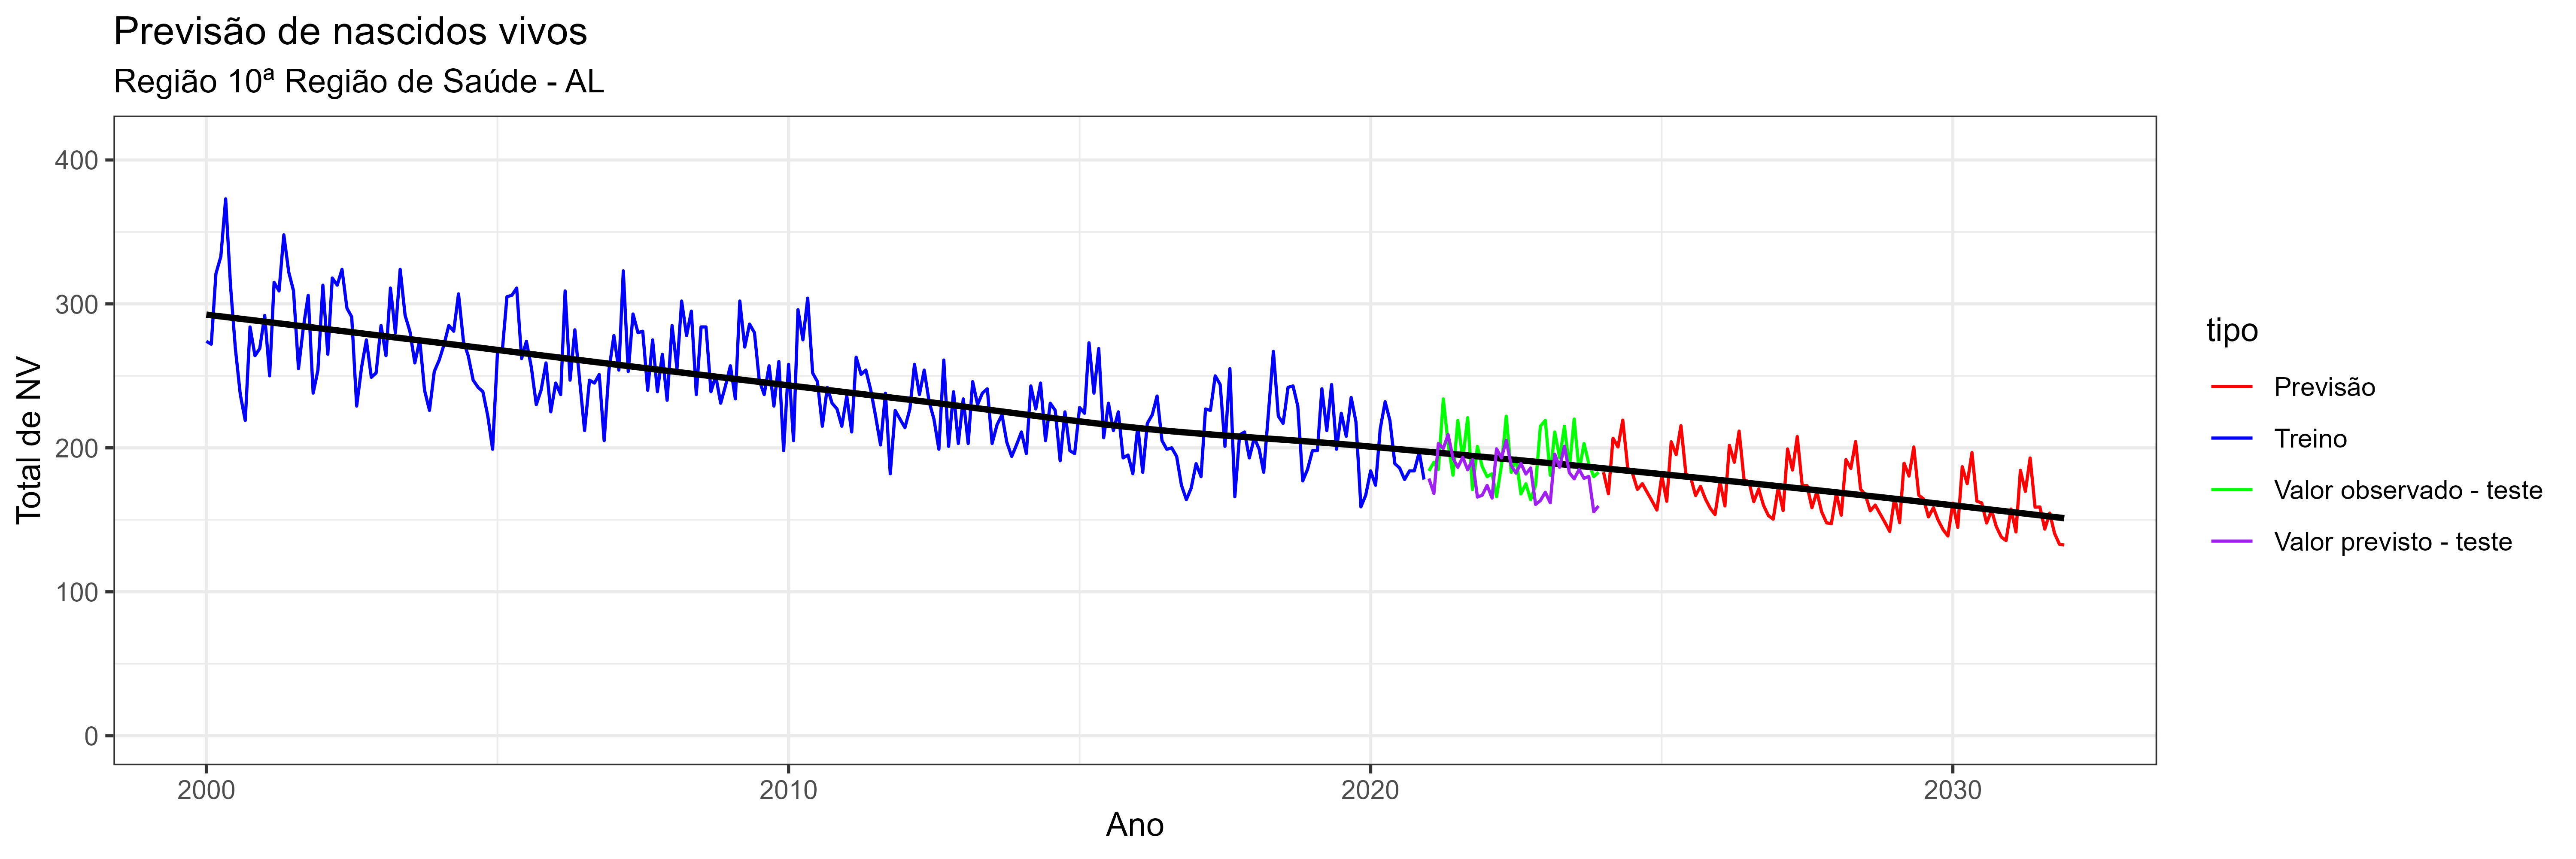 Previsão de nascidos vivos
Região 10ª Região de Saúde - AL
Total de NV
400
300
200
100
0
2000
2010
2020
2030
Ano
tipo
Previsão
Treino
Valor observado - teste
Valor previsto - teste